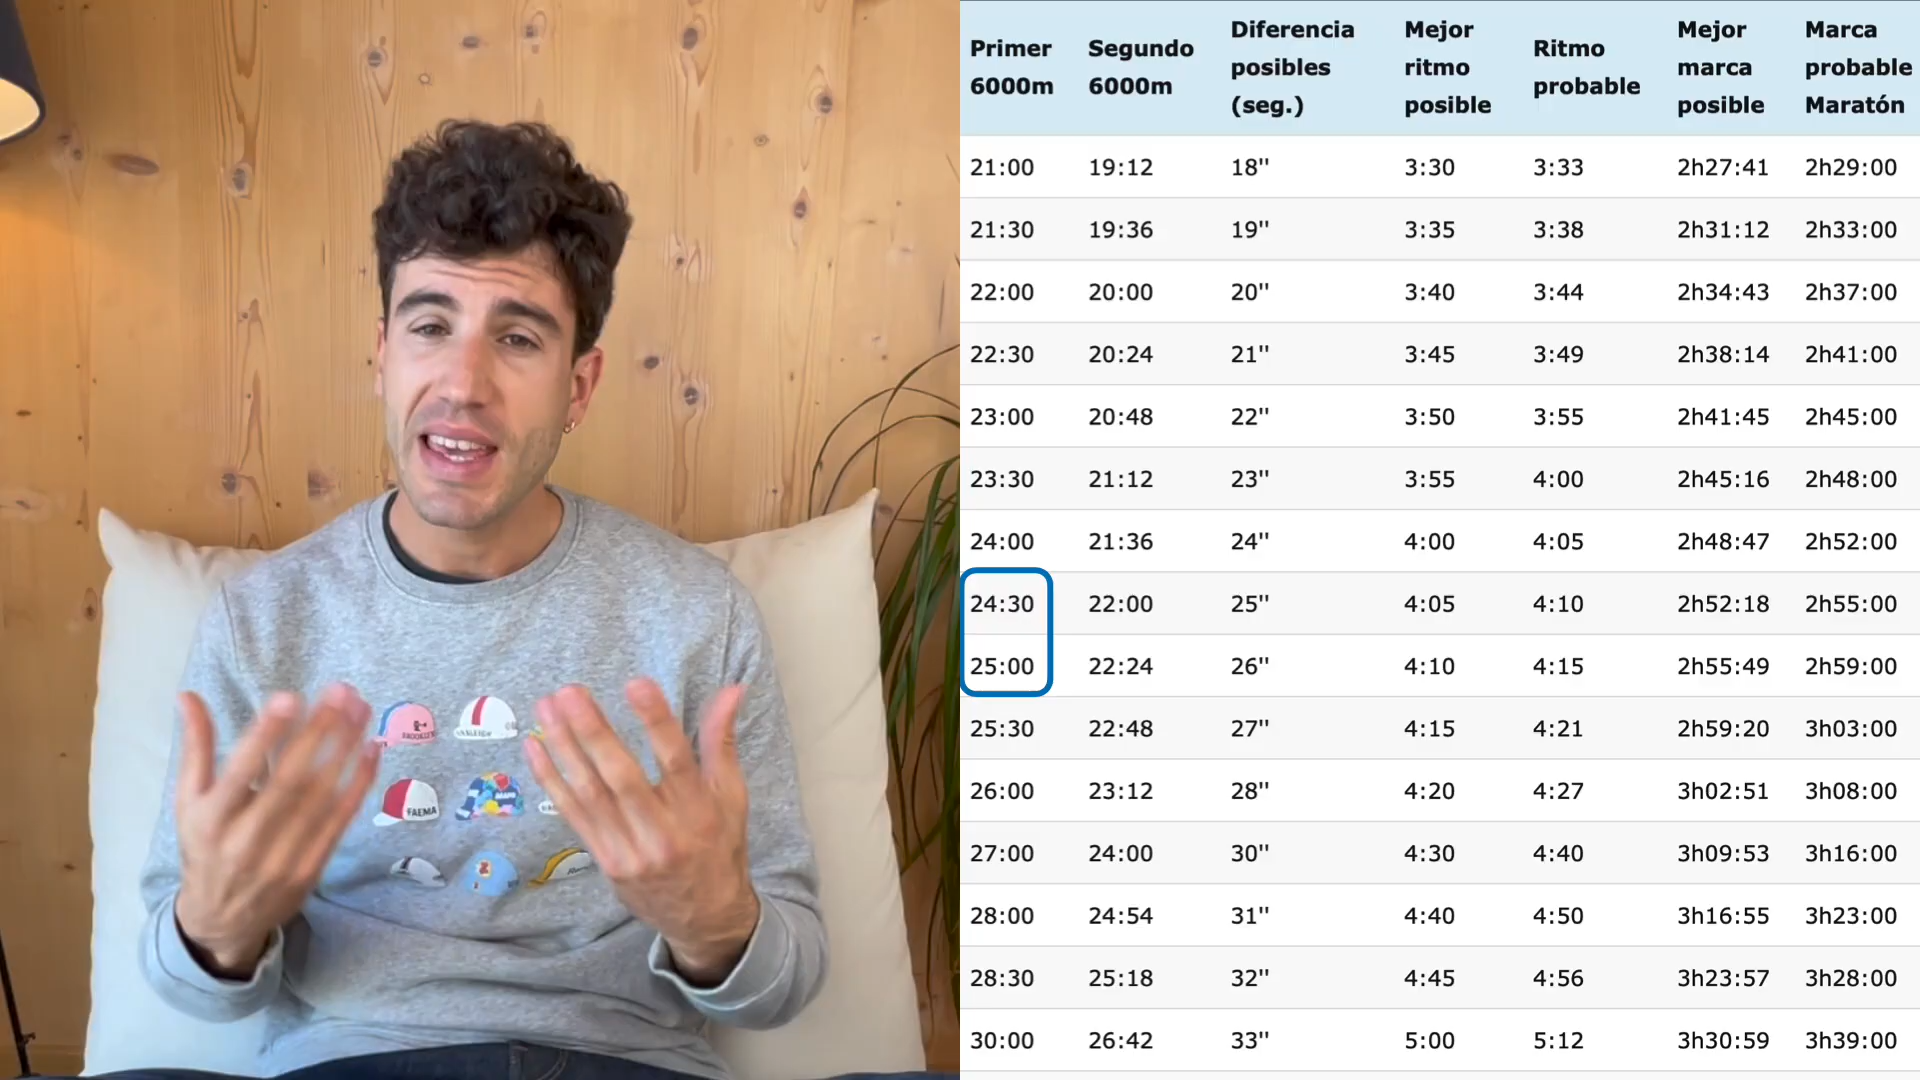 Primer 6000m Segundo 6000m Diferencia posibles (seg.) Mejor ritmo posible Ritmo probable Mejor marca posible Marca probable Maratón
21:00 19:12 18'' 3:30 3:33 2h27:41 2h29:00
21:30 19:36 19'' 3:35 3:38 2h31:12 2h33:00
22:00 20:00 20'' 3:40 3:44 2h34:43 2h37:00
22:30 20:24 21'' 3:45 3:49 2h38:14 2h41:00
23:00 20:48 22'' 3:50 3:55 2h41:45 2h45:00
23:30 21:12 23'' 3:55 4:00 2h45:16 2h48:00
24:00 21:36 24'' 4:00 4:05 2h48:47 2h52:00
24:30 22:00 25'' 4:05 4:10 2h52:18 2h55:00
25:00 22:24 26'' 4:10 4:15 2h55:49 2h59:00
25:30 22:48 27'' 4:15 4:21 2h59:20 3h03:00
26:00 23:12 28'' 4:20 4:27 3h02:51 3h08:00
27:00 24:00 30'' 4:30 4:40 3h09:53 3h16:00
28:00 24:54 31'' 4:40 4:50 3h16:55 3h23:00
28:30 25:18 32'' 4:45 4:56 3h23:57 3h28:00
30:00 26:42 33'' 5:00 5:12 3h30:59 3h39:00
FAEMA